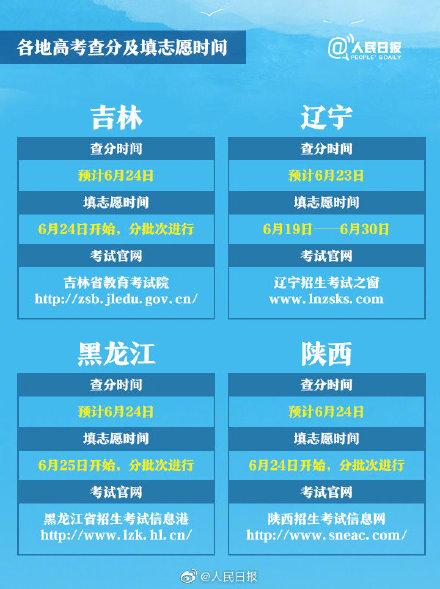 各地高考查分及填志愿时间
@人民日报
PEOPLE'S DAILY
吉林
查分时间
预计6月24日
填志愿时间
6月24日开始，分批次进行
考试官网
吉林省教育考试院
http://zsb.jledu.gov.cn/
辽宁
查分时间
预计6月23日
填志愿时间
6月19日——6月30日
考试官网
辽宁招生考试之窗
www.lnzsks.com
黑龙江
查分时间
预计6月24日
填志愿时间
6月25日开始，分批次进行
考试官网
黑龙江省招生考试信息港
http://www.lzk.hl.cn/
陕西
查分时间
预计6月24日
填志愿时间
6月24日开始，分批次进行
考试官网
陕西招生考试信息网
http://www.sneac.com/
@人民日报